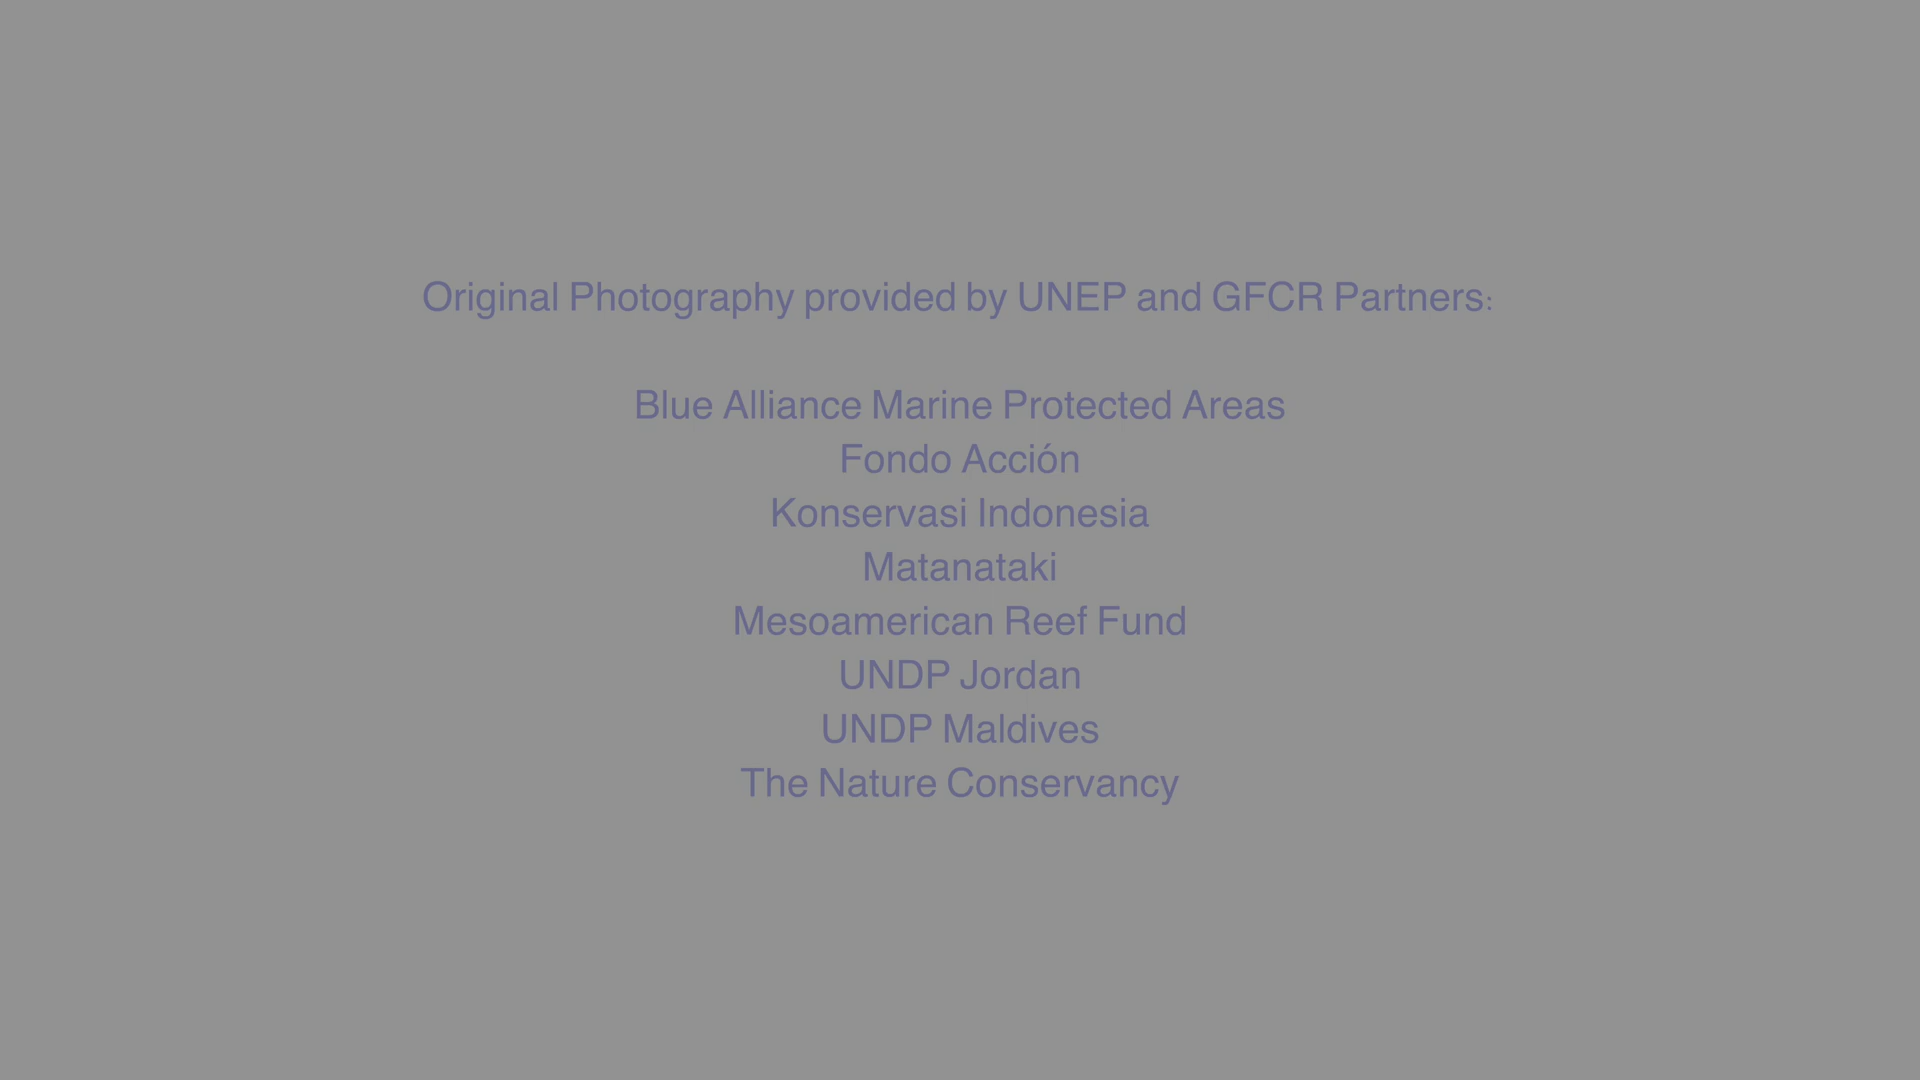 Original Photography provided by UNEP and GFCR Partners:
Blue Alliance Marine Protected Areas
Fondo Acción
Konservasi Indonesia
Matanataki
Mesoamerican Reef Fund
UNDP Jordan
UNDP Maldives
The Nature Conservancy